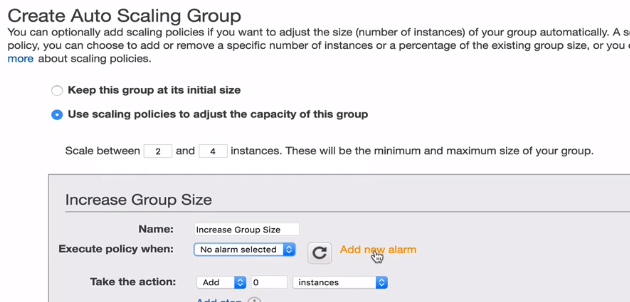 Create Auto Scaling Group
You can optionally add scaling policies if you want to adjust the size (number of instances) of your group automatically. A s
policy, you can choose to add or remove a specific number of instances or a percentage of the existing group size, or you
more about scaling policies.
Keep this group at its initial size
Use scaling policies to adjust the capacity of this group
Scale between 2 and 4 instances. These will be the minimum and maximum size of your group.
Increase Group Size
Name: Increase Group Size
Execute policy when: No alarm selected Add new alarm
Take the action: Add 0 instances
Add step i